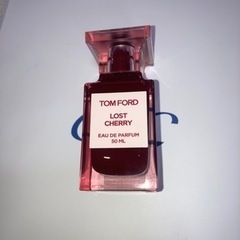 TOM FORD
LOST
CHERRY
EAU DE PARFUM
50 ML